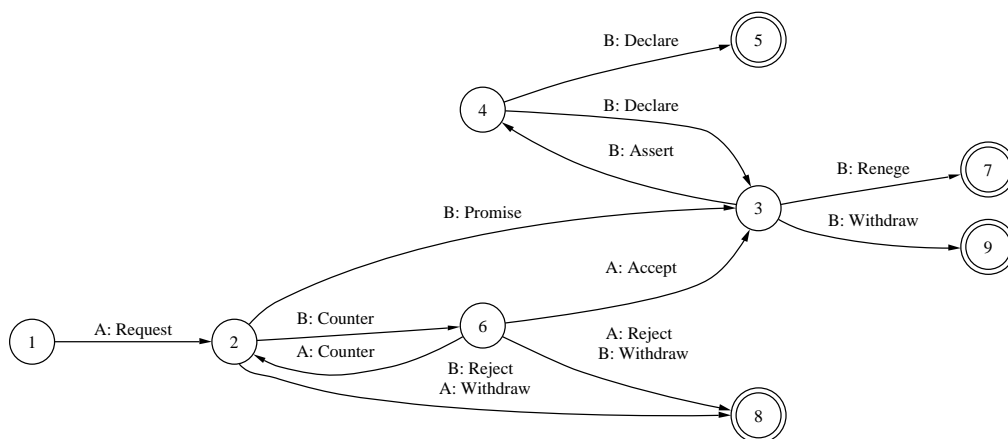 B: Declare
5
4
B: Declare
B: Assert
B: Renege
7
B: Promise
3
B: Withdraw
9
A: Accept
A: Request
B: Counter
6
1
2
A: Counter
A: Reject
B: Withdraw
B: Reject
A: Withdraw
8